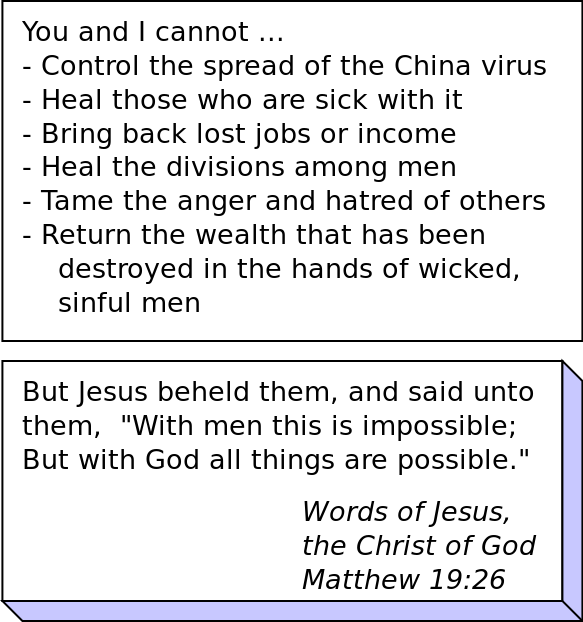 You and I cannot ...
- Control the spread of the China virus
- Heal those who are sick with it
- Bring back lost jobs or income
- Heal the divisions among men
- Tame the anger and hatred of others
- Return the wealth that has been
destroyed in the hands of wicked,
sinful men
But Jesus beheld them, and said unto
them,  "With men this is impossible;
But with God all things are possible."
Words of Jesus,
the Christ of God
Matthew 19:26